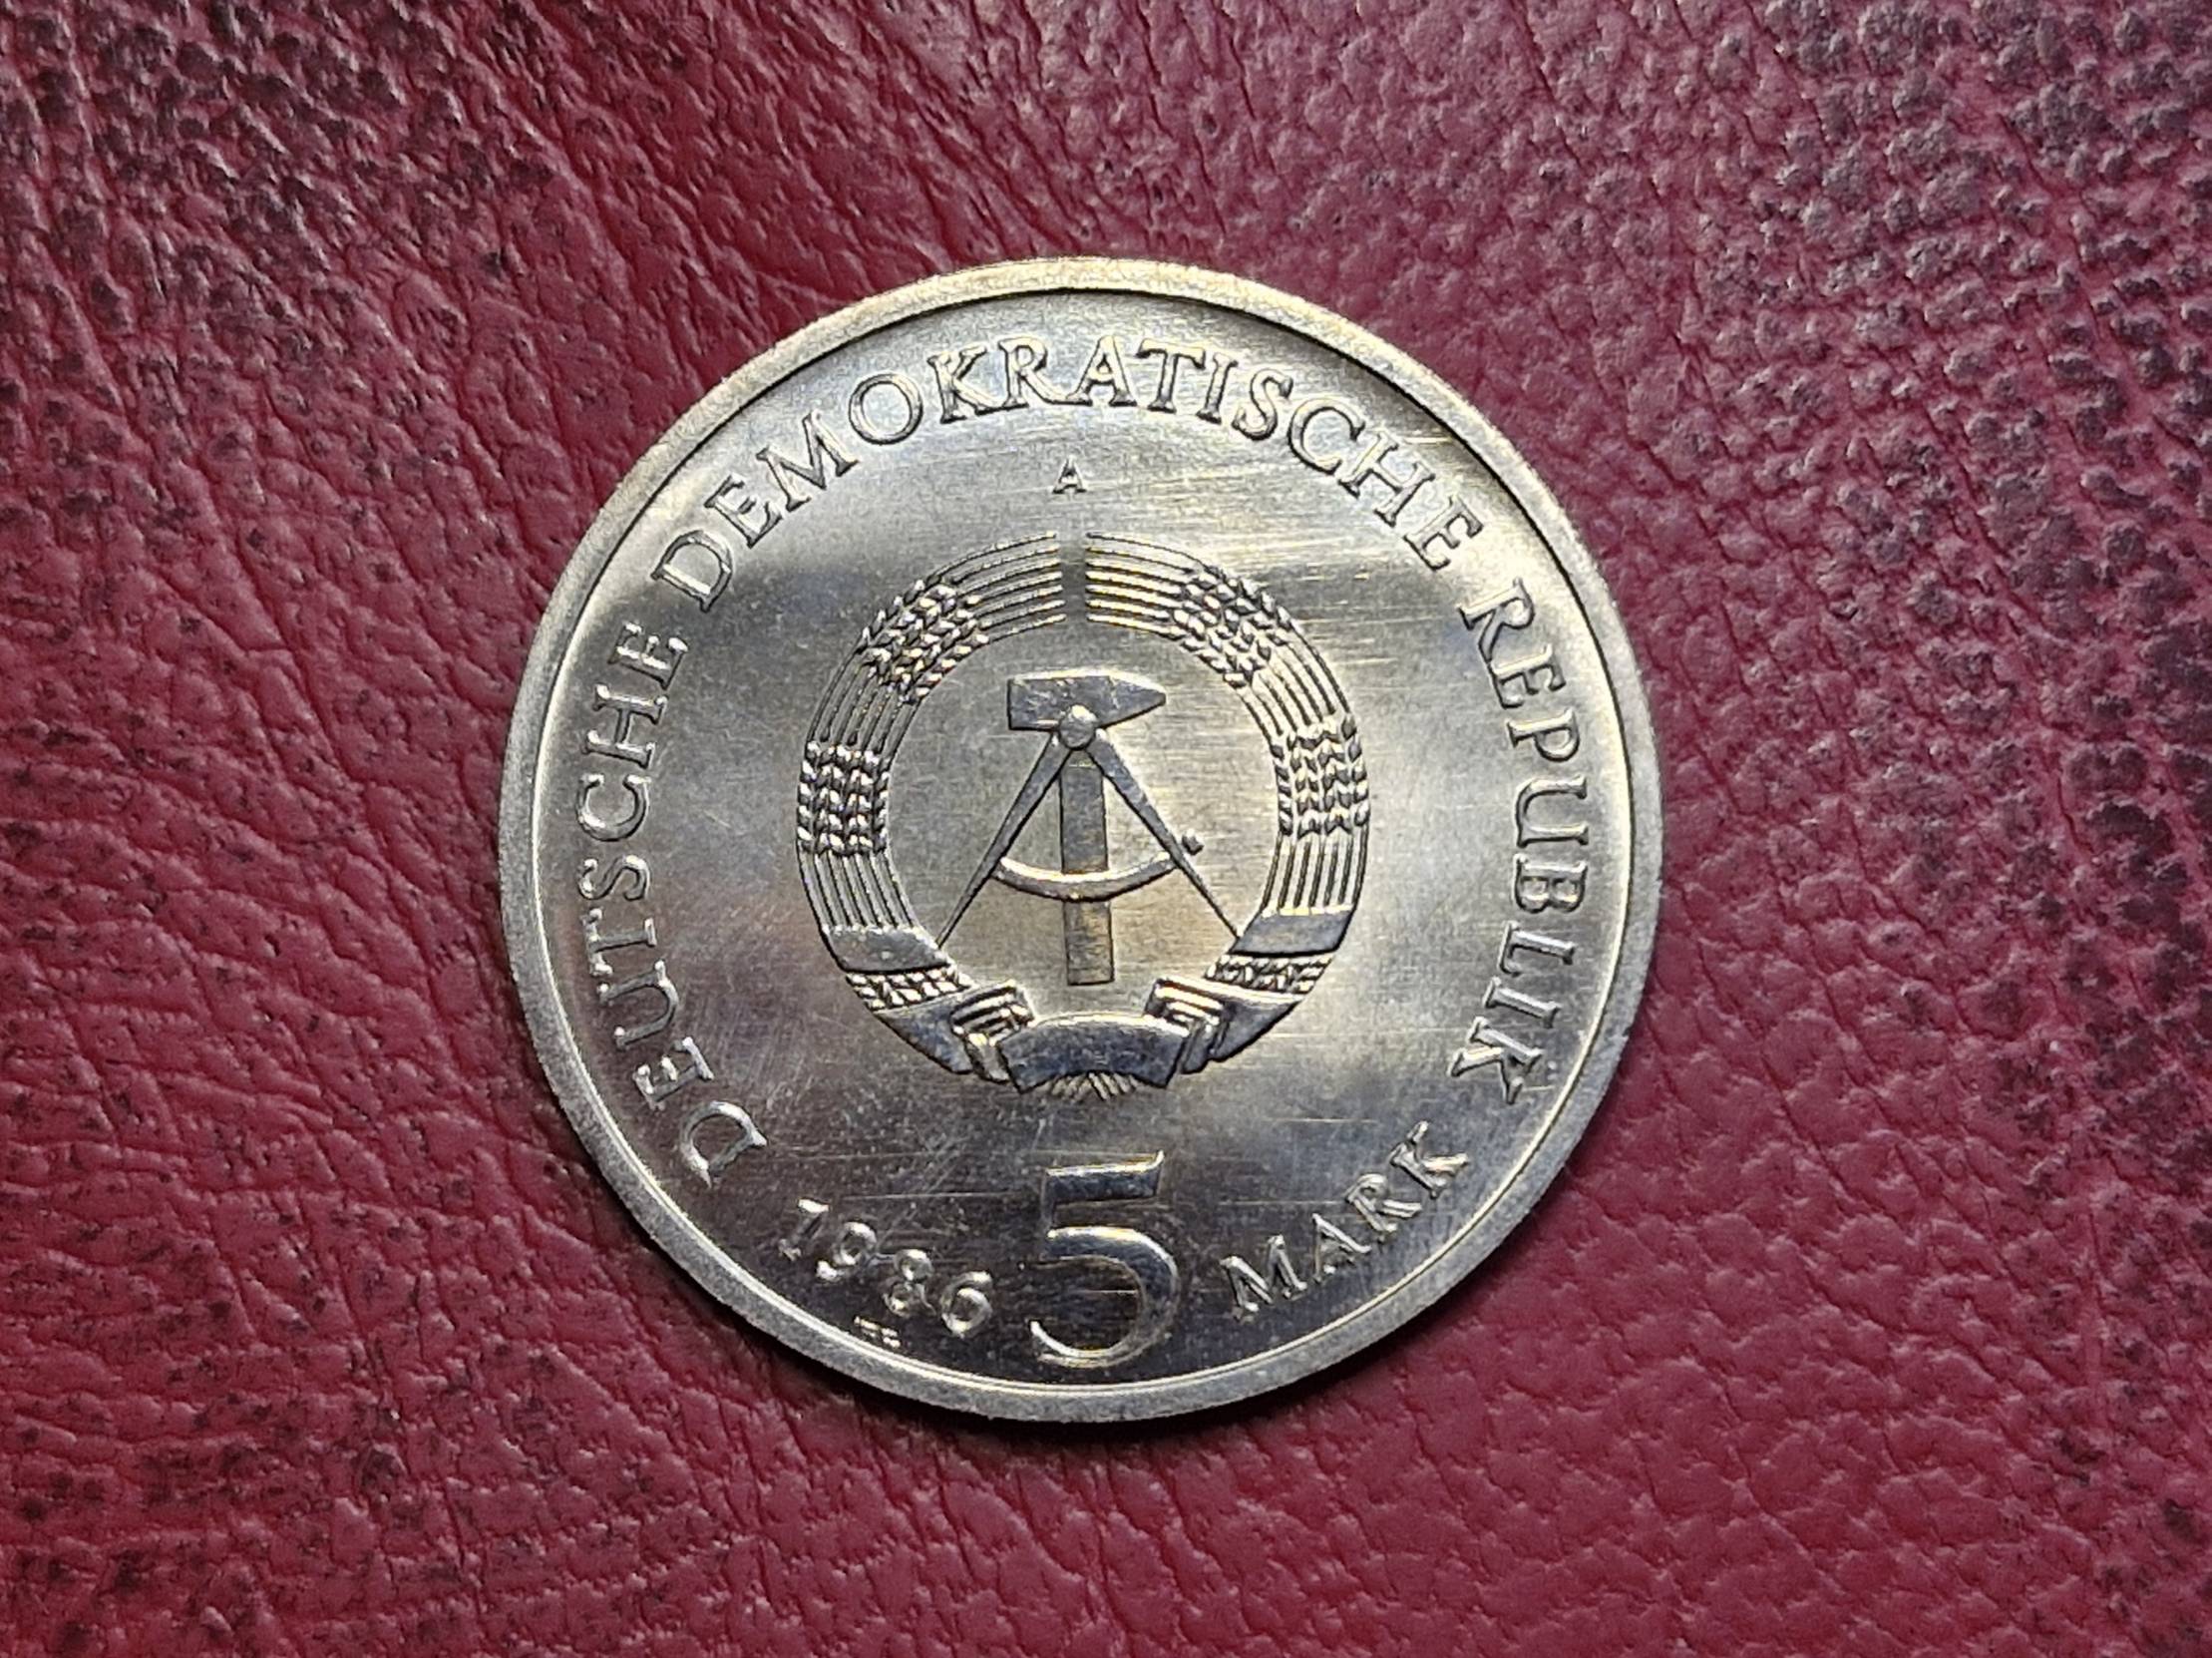 DEUTSCHE DEMOKRATISCHE REPUBLIK
A
1986 5 MARK